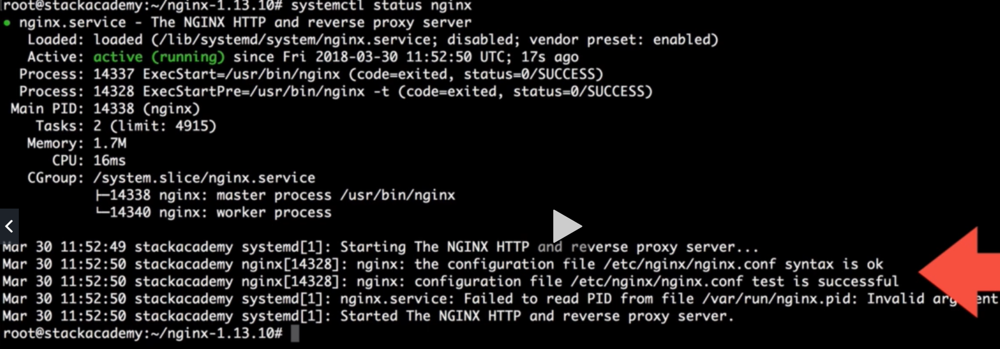 root@stackacademy:~/nginx-1.13.10# systemctl status nginx
● nginx.service - The NGINX HTTP and reverse proxy server
Loaded: loaded (/lib/systemd/system/nginx.service; disabled; vendor preset: enabled)
Active: active (running) since Fri 2018-03-30 11:52:50 UTC; 17s ago
Process: 14337 ExecStart=/usr/bin/nginx (code=exited, status=0/SUCCESS)
Process: 14328 ExecStartPre=/usr/bin/nginx -t (code=exited, status=0/SUCCESS)
Main PID: 14338 (nginx)
Tasks: 2 (limit: 4915)
Memory: 1.7M
CPU: 16ms
CGroup: /system.slice/nginx.service
├─14338 nginx: master process /usr/bin/nginx
└─14340 nginx: worker process
Mar 30 11:52:49 stackacademy systemd[1]: Starting The NGINX HTTP and reverse proxy server...
Mar 30 11:52:50 stackacademy nginx[14328]: nginx: the configuration file /etc/nginx/nginx.conf syntax is ok
Mar 30 11:52:50 stackacademy nginx[14328]: nginx: configuration file /etc/nginx/nginx.conf test is successful
Mar 30 11:52:50 stackacademy systemd[1]: nginx.service: Failed to read PID from file /var/run/nginx.pid: Invalid
Mar 30 11:52:50 stackacademy systemd[1]: Started The NGINX HTTP and reverse proxy server.
root@stackacademy:~/nginx-1.13.10#